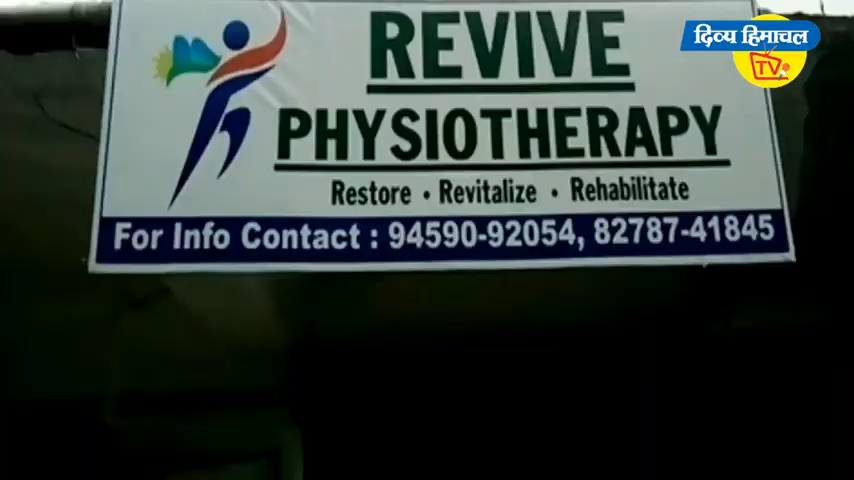 दिव्य हिमाचल
TV
REVIVE
PHYSIOTHERAPY
Restore • Revitalize • Rehabilitate
For Info Contact : 94590-92054, 82787-41845